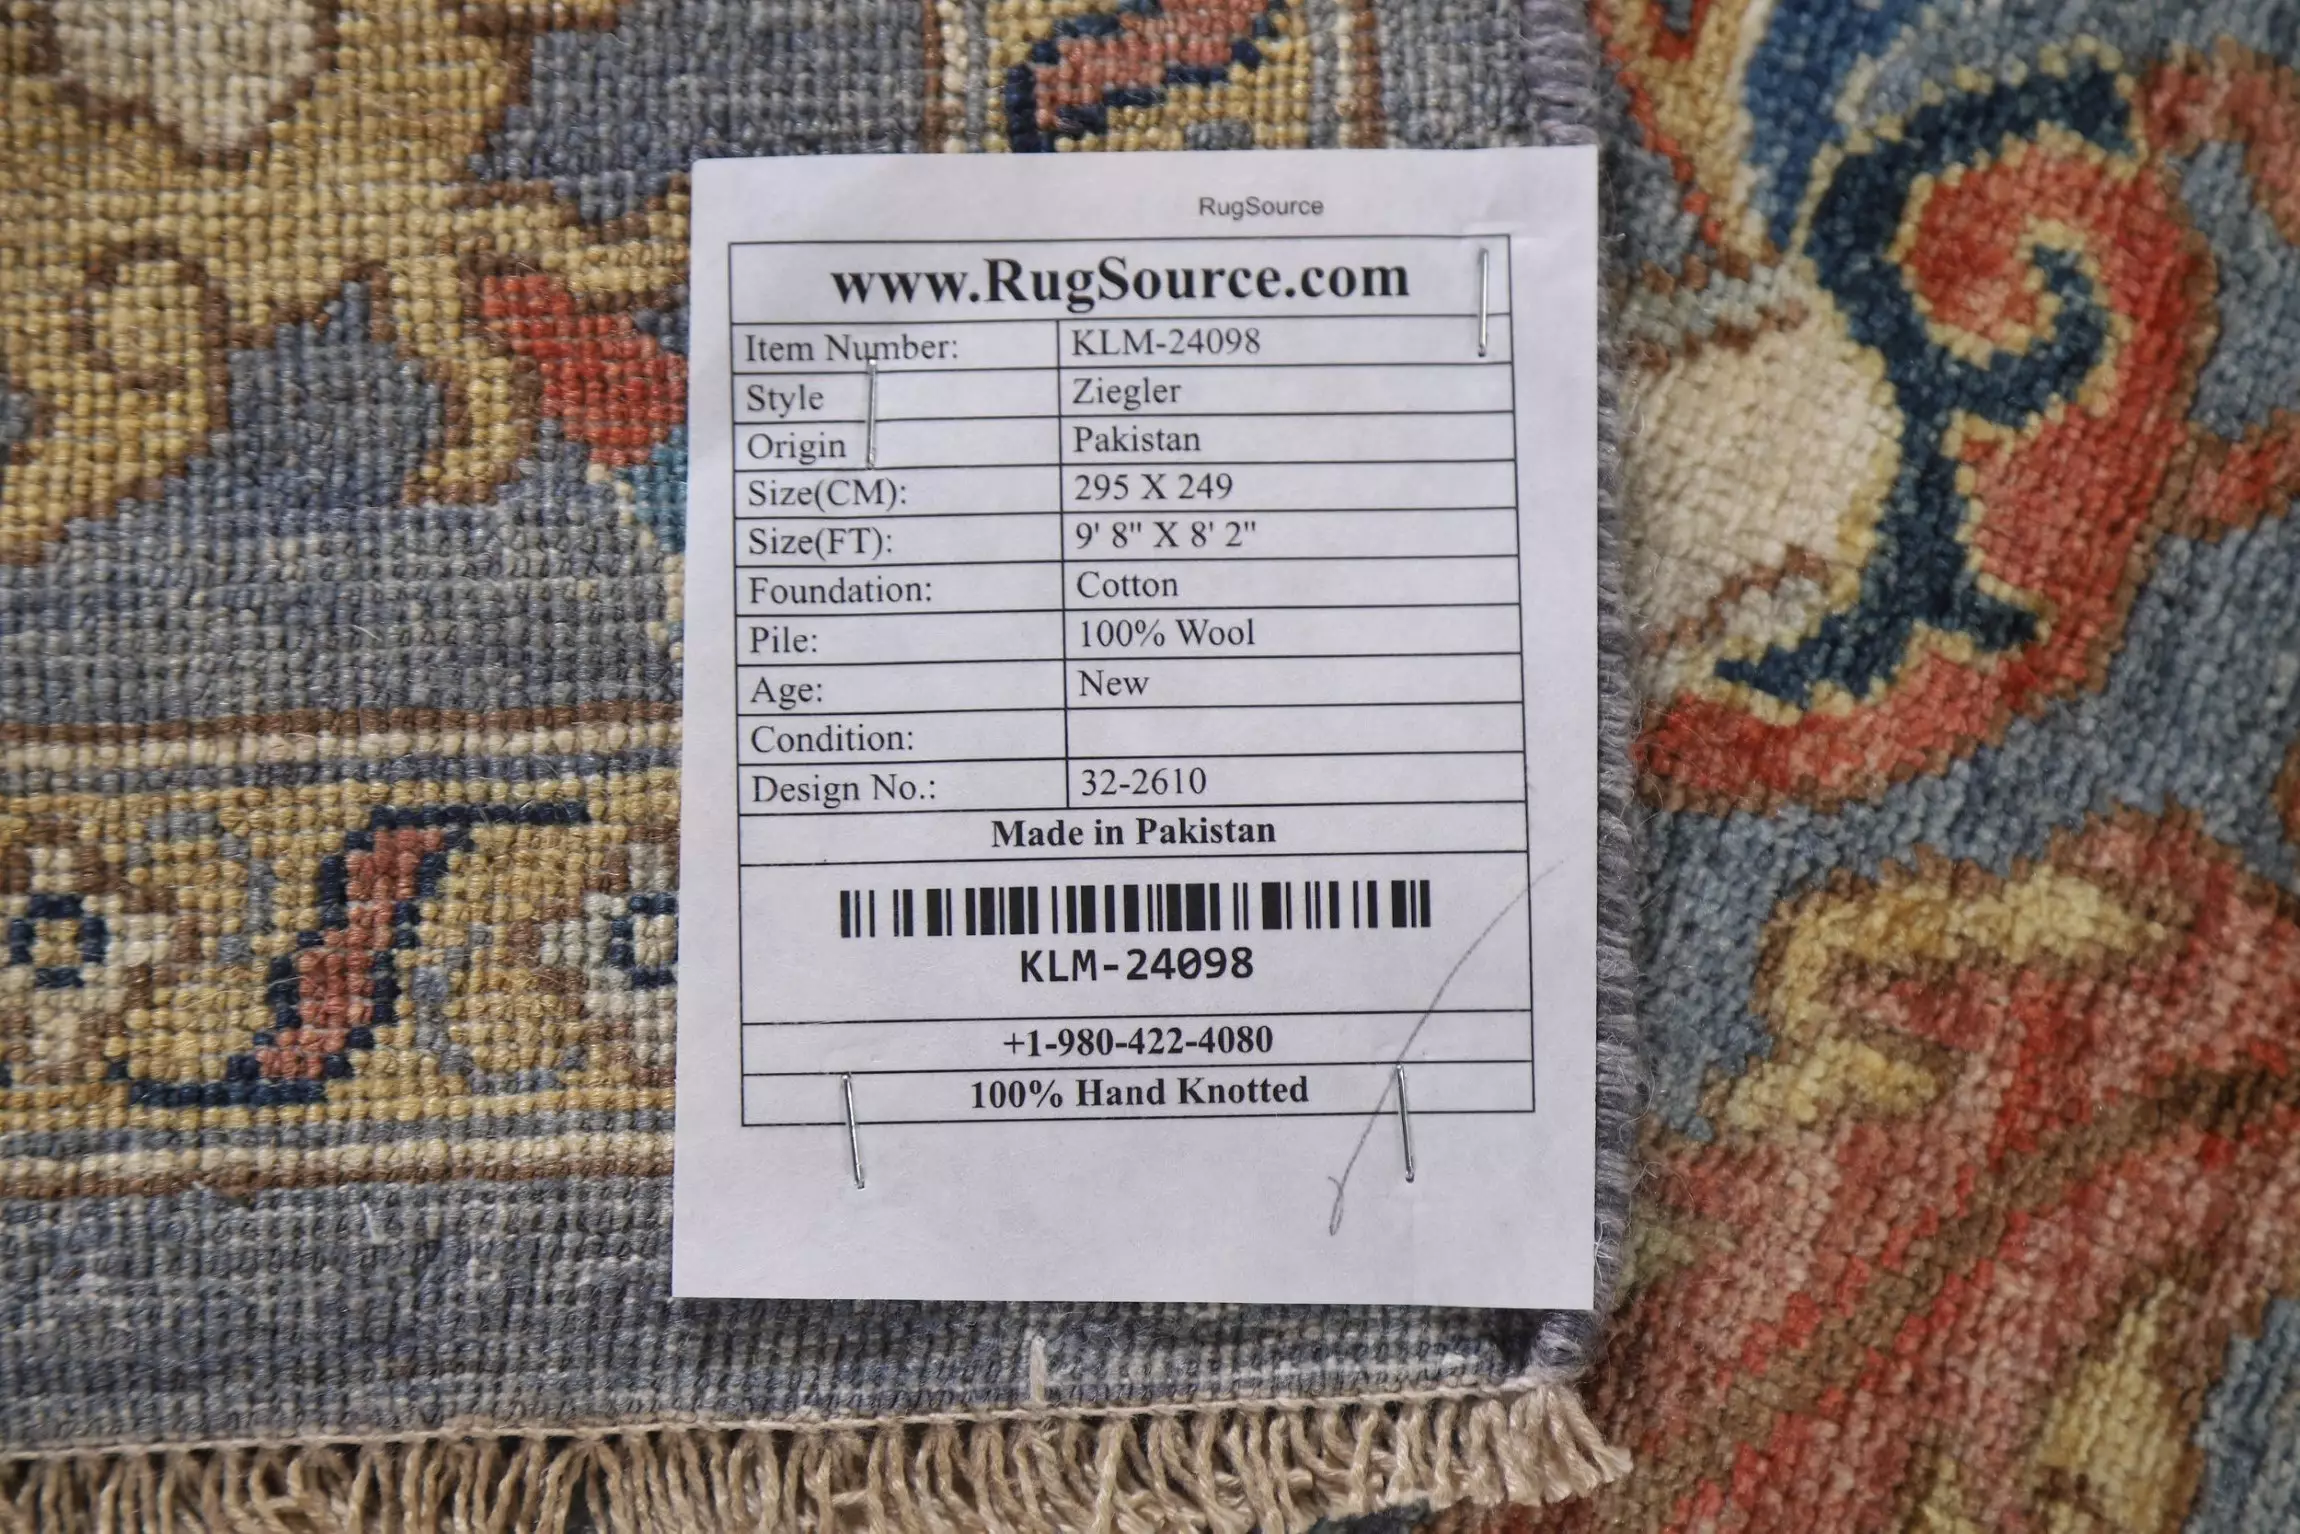 RugSource
www.RugSource.com
Item Number: KLM-24098
Style Ziegler
Origin Pakistan
Size(CM): 295 X 249
Size(FT): 9' 8" X 8' 2"
Foundation: Cotton
Pile: 100% Wool
Age: New
Condition:
Design No.: 32-2610
Made in Pakistan
KLM-24098
+1-980-422-4080
100% Hand Knotted